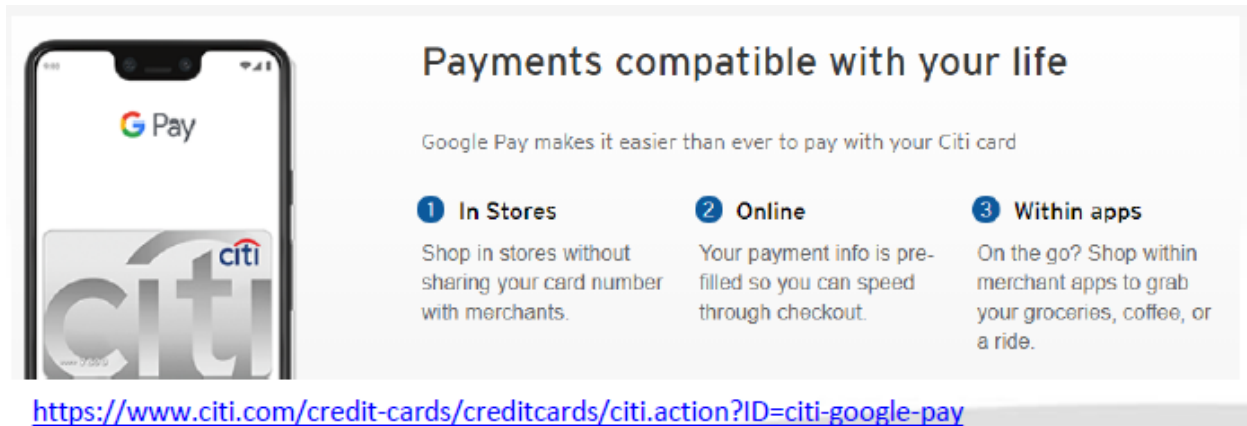 Payments compatible with your life
G Pay
Google Pay makes it easier than ever to pay with your Citi card
1 In Stores
Shop in stores without
sharing your card number
with merchants.
2 Online
Your payment info is pre-
filled so you can speed
through checkout.
3 Within apps
On the go? Shop within
merchant apps to grab
your groceries, coffee, or
a ride.
citi
citi
https://www.citi.com/credit-cards/creditcards/citi.action?ID=citi-google-pay